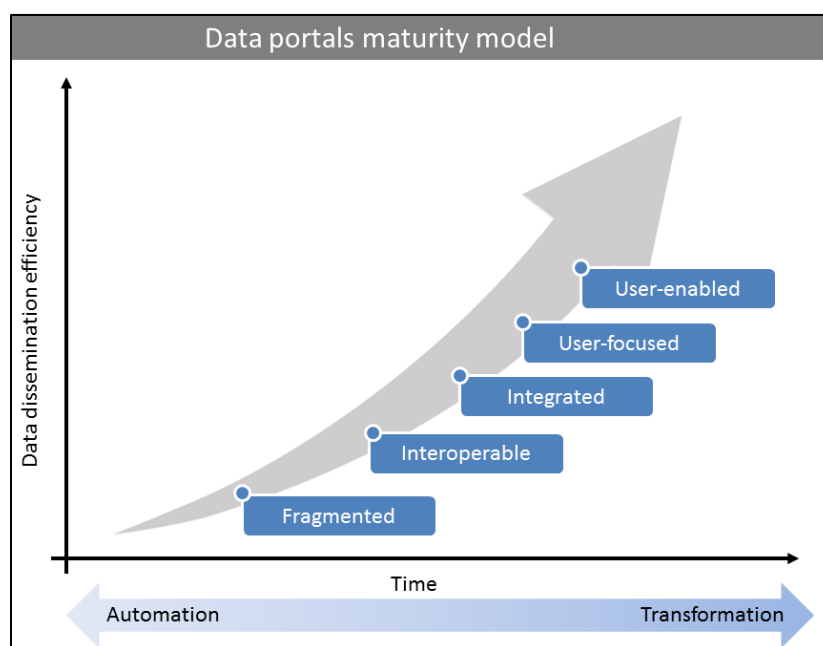 Data portals maturity model
Data dissemination efficiency
User-enabled
User-focused
Integrated
Interoperable
Fragmented
Time
Automation
Transformation